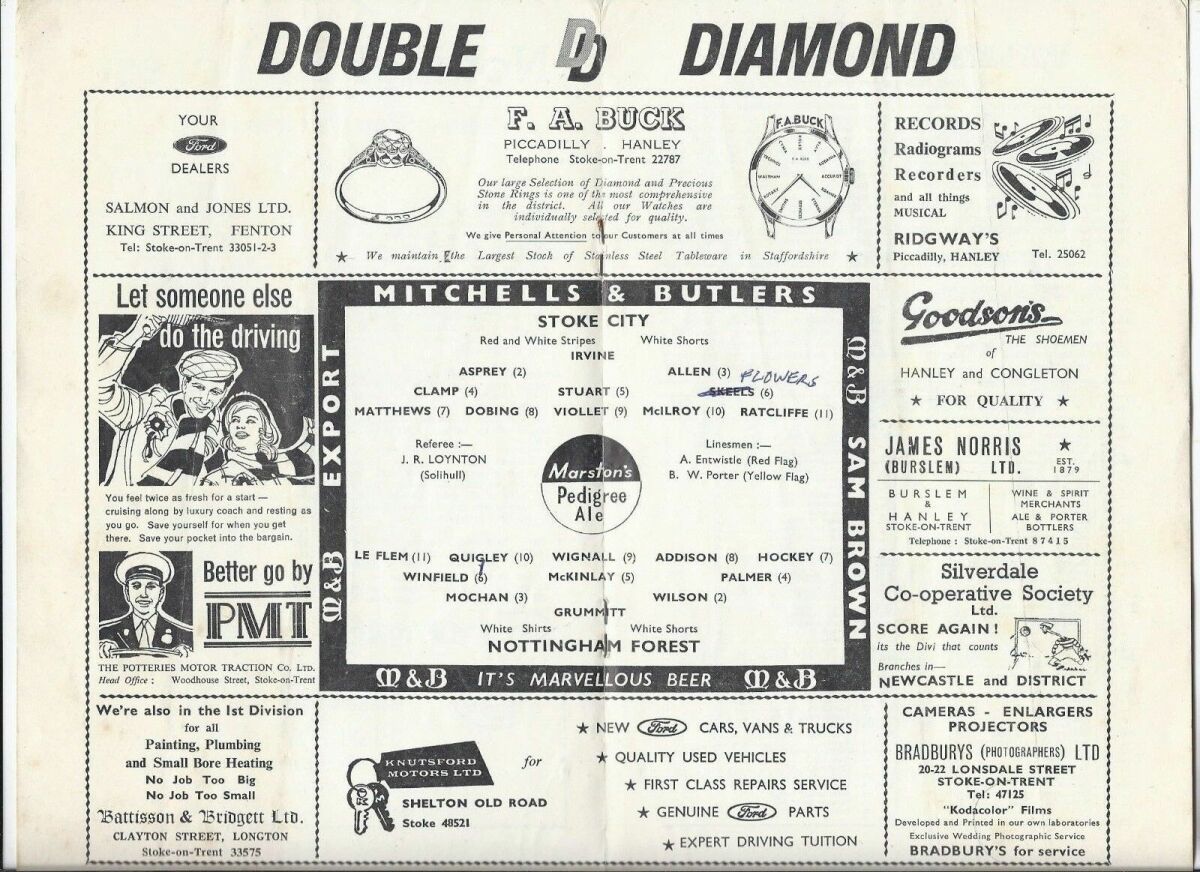 DOUBLE DD DIAMOND
YOUR
Ford
DEALERS
SALMON and JONES LTD.
KING STREET, FENTON
Tel: Stoke-on-Trent 33051-2-3
F. A. BUCK
PICCADILLY . HANLEY
Telephone Stoke-on-Trent 22787
Our large Selection of Diamond and Precious
Stone Rings is one of the most comprehensive
in the district. All our Watches are
individually selected for quality.
We give Personal Attention to our Customers at all times
★ We maintain the Largest Stock of Stainless Steel Tableware in Staffordshire ★
F.A.BUCK
RECORDS
Radiograms
Recorders
and all things
MUSICAL
RIDGWAY'S
Piccadilly, HANLEY Tel. 25062
Let someone else
do the driving
You feel twice as fresh for a start —
cruising along by luxury coach and resting as
you go. Save yourself for when you get
there. Save your pocket into the bargain.
Better go by
PMT
THE POTTERIES MOTOR TRACTION Co. LTD.
Head Office : Woodhouse Street, Stoke-on-Trent
MITCHELLS & BUTLERS
M&B EXPORT
STOKE CITY
Red and White Stripes White Shorts
IRVINE
ASPREY (2) ALLEN (3) FLOWERS
CLAMP (4) STUART (5) SKEELS (6)
MATTHEWS (7) DOBING (8) VIOLLET (9) McILROY (10) RATCLIFFE (11)
Referee :—
J. R. LOYNTON
(Solihull)
Marston's
Pedigree
Ale
Linesmen :—
A. Entwistle (Red Flag)
B. W. Porter (Yellow Flag)
LE FLEM (11) QUIGLEY (10) WIGNALL (9) ADDISON (8) HOCKEY (7)
WINFIELD (6) McKINLAY (5) PALMER (4)
MOCHAN (3) WILSON (2)
GRUMMITT
White Shirts White Shorts
NOTTINGHAM FOREST
M&B SAM BROWN
M&B IT'S MARVELLOUS BEER M&B
Goodson's
THE SHOEMEN
of
HANLEY and CONGLETON
★ FOR QUALITY ★
JAMES NORRIS ★
(BURSLEM) LTD. EST. 1879
BURSLEM
&
HANLEY
STOKE-ON-TRENT
WINE & SPIRIT
MERCHANTS
ALE & PORTER
BOTTLERS
Telephone : Stoke-on-Trent 87415
Silverdale
Co-operative Society
Ltd.
SCORE AGAIN!
its the Divi that counts
Branches in—
NEWCASTLE and DISTRICT
We're also in the 1st Division
for all
Painting, Plumbing
and Small Bore Heating
No Job Too Big
No Job Too Small
Battisson & Bridgett Ltd.
CLAYTON STREET, LONGTON
Stoke-on-Trent 33575
KNUTSFORD
MOTORS LTD
for
SHELTON OLD ROAD
Stoke 48521
★ NEW Ford CARS, VANS & TRUCKS
★ QUALITY USED VEHICLES
★ FIRST CLASS REPAIRS SERVICE
★ GENUINE Ford PARTS
★ EXPERT DRIVING TUITION
CAMERAS - ENLARGERS
PROJECTORS
BRADBURYS (PHOTOGRAPHERS) LTD
20-22 LONSDALE STREET
STOKE-ON-TRENT
Tel: 47125
"Kodacolor" Films
Developed and Printed in our own laboratories
Exclusive Wedding Photographic Service
BRADBURY'S for service